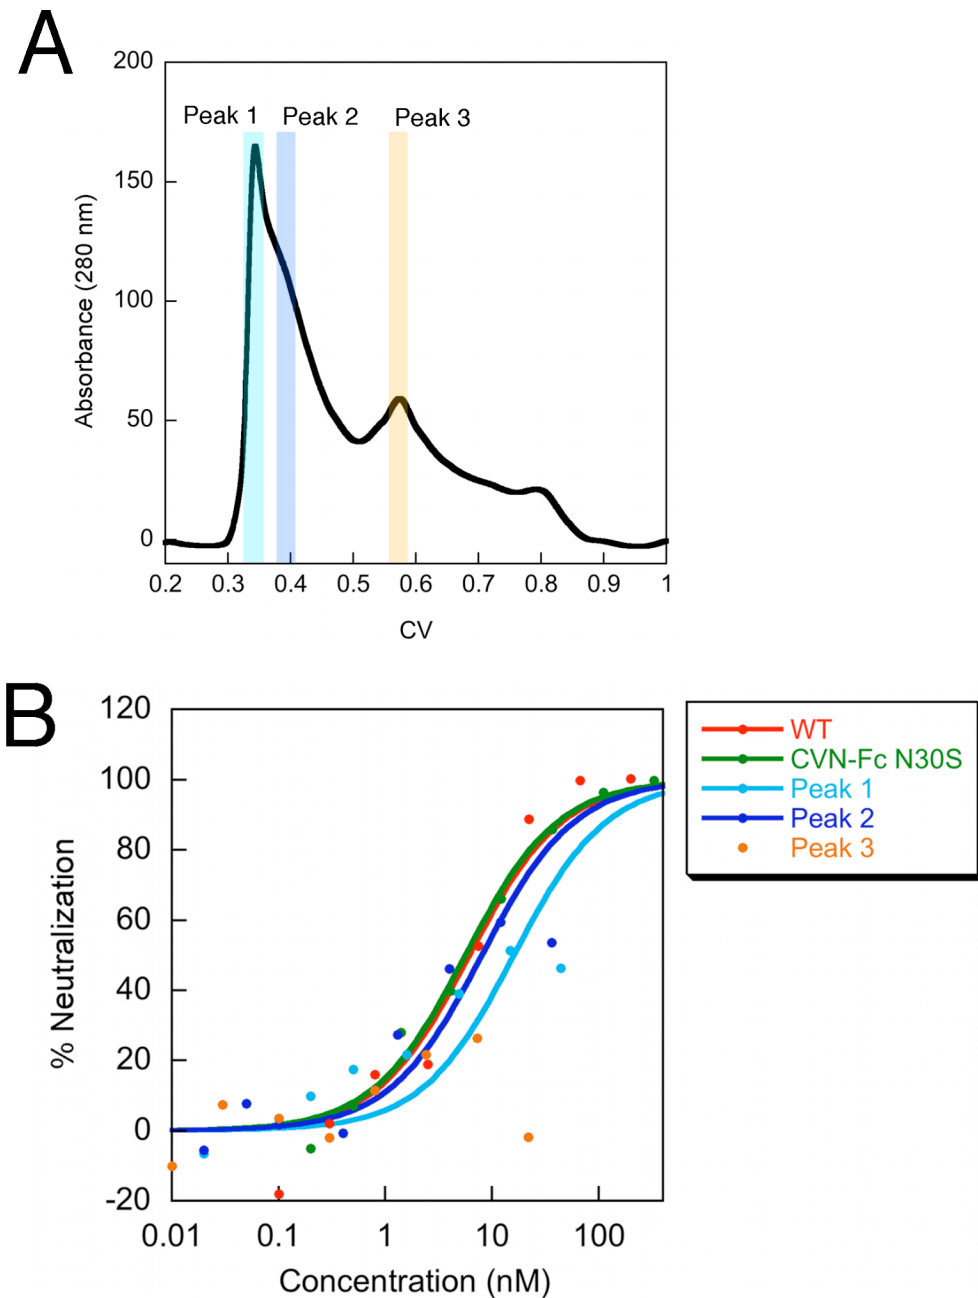 A
200
150
100
50
0
Absorbance (280 nm)
Peak 1 Peak 2 Peak 3
0.2 0.3 0.4 0.5 0.6 0.7 0.8 0.9 1
CV
B
120
100
80
60
40
20
0
-20
% Neutralization
0.01 0.1 1 10 100
Concentration (nM)
WT
CVN-Fc N30S
Peak 1
Peak 2
Peak 3